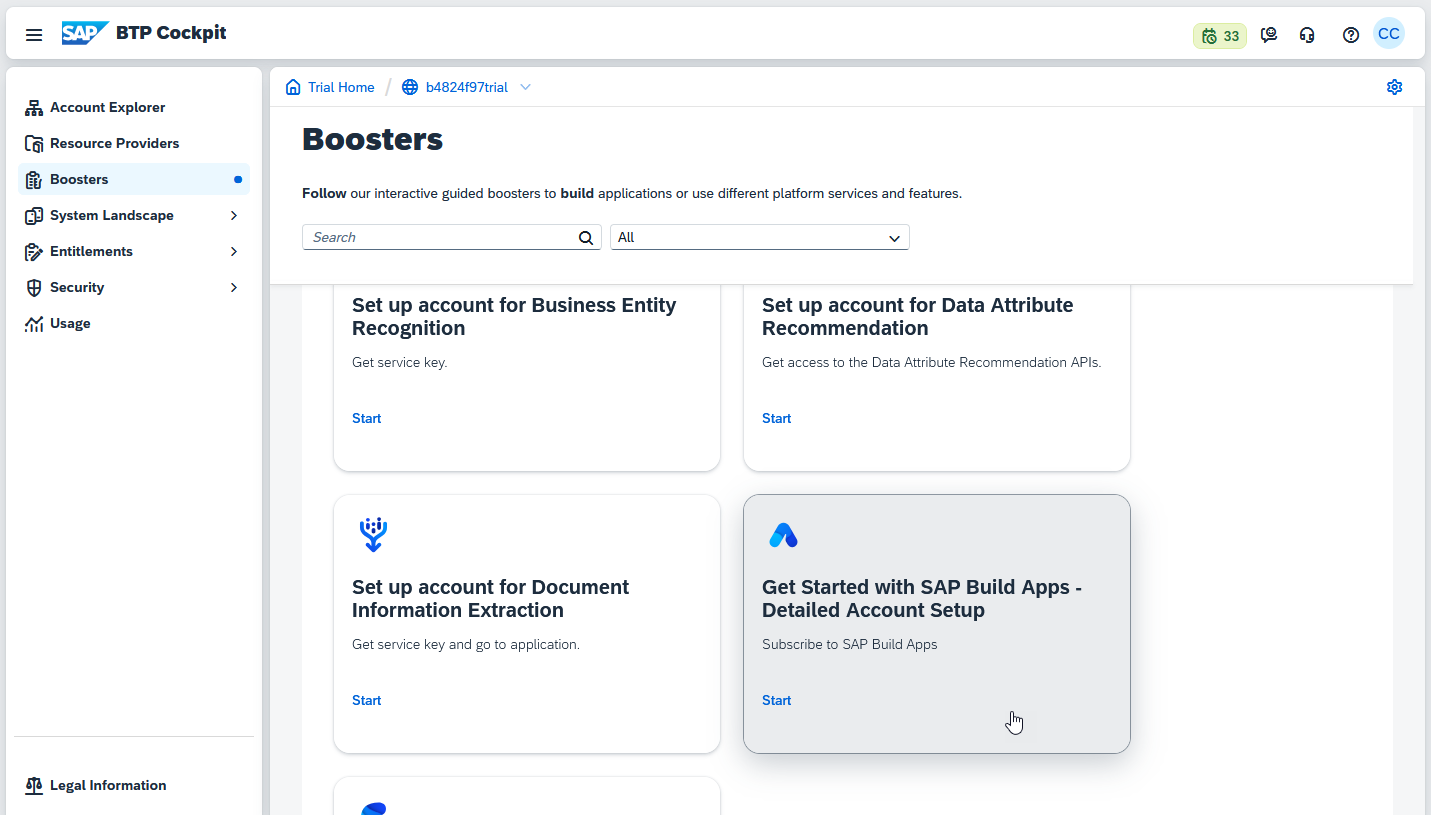 SAP BTP Cockpit
33
CC
Account Explorer
Resource Providers
Boosters
System Landscape
Entitlements
Security
Usage
Legal Information
Trial Home / b4824f97trial
Boosters
Follow our interactive guided boosters to build applications or use different platform services and features.
Search
All
Set up account for Business Entity
Recognition
Get service key.
Start
Set up account for Data Attribute
Recommendation
Get access to the Data Attribute Recommendation APIs.
Start
Set up account for Document
Information Extraction
Get service key and go to application.
Start
Get Started with SAP Build Apps -
Detailed Account Setup
Subscribe to SAP Build Apps
Start